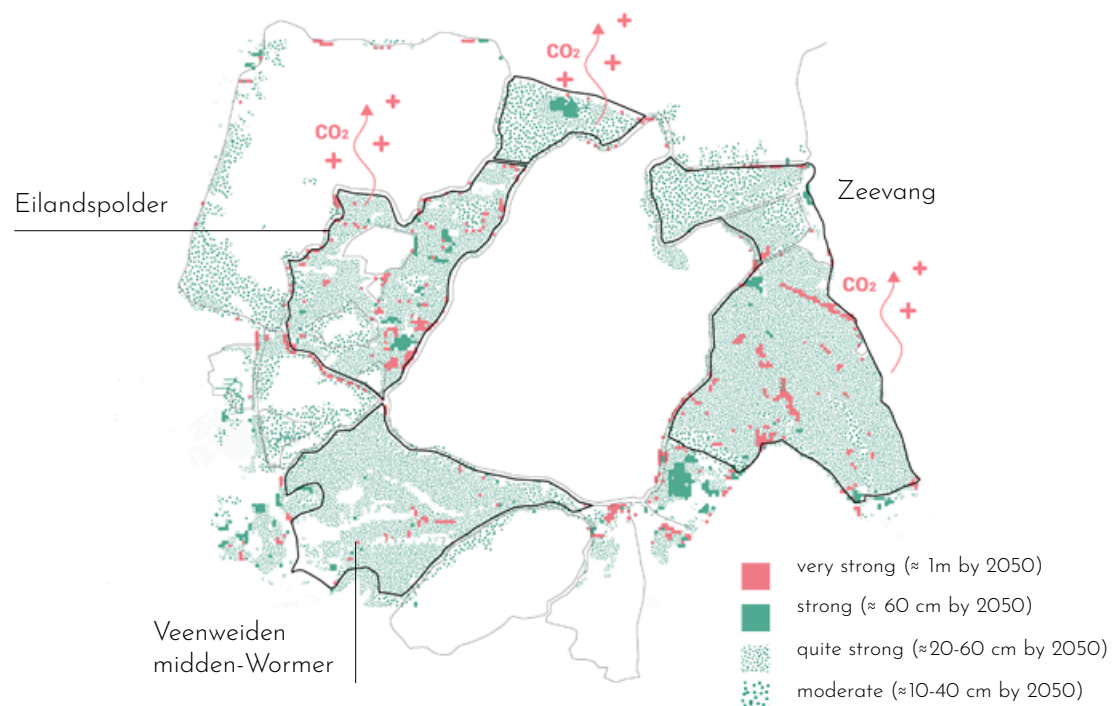 CO₂
CO₂
Eilandspolder
Zeevang
CO₂
very strong (≈ 1m by 2050)
strong (≈ 60 cm by 2050)
Veenweiden
midden-Wormer
quite strong (≈20-60 cm by 2050)
moderate (≈10-40 cm by 2050)